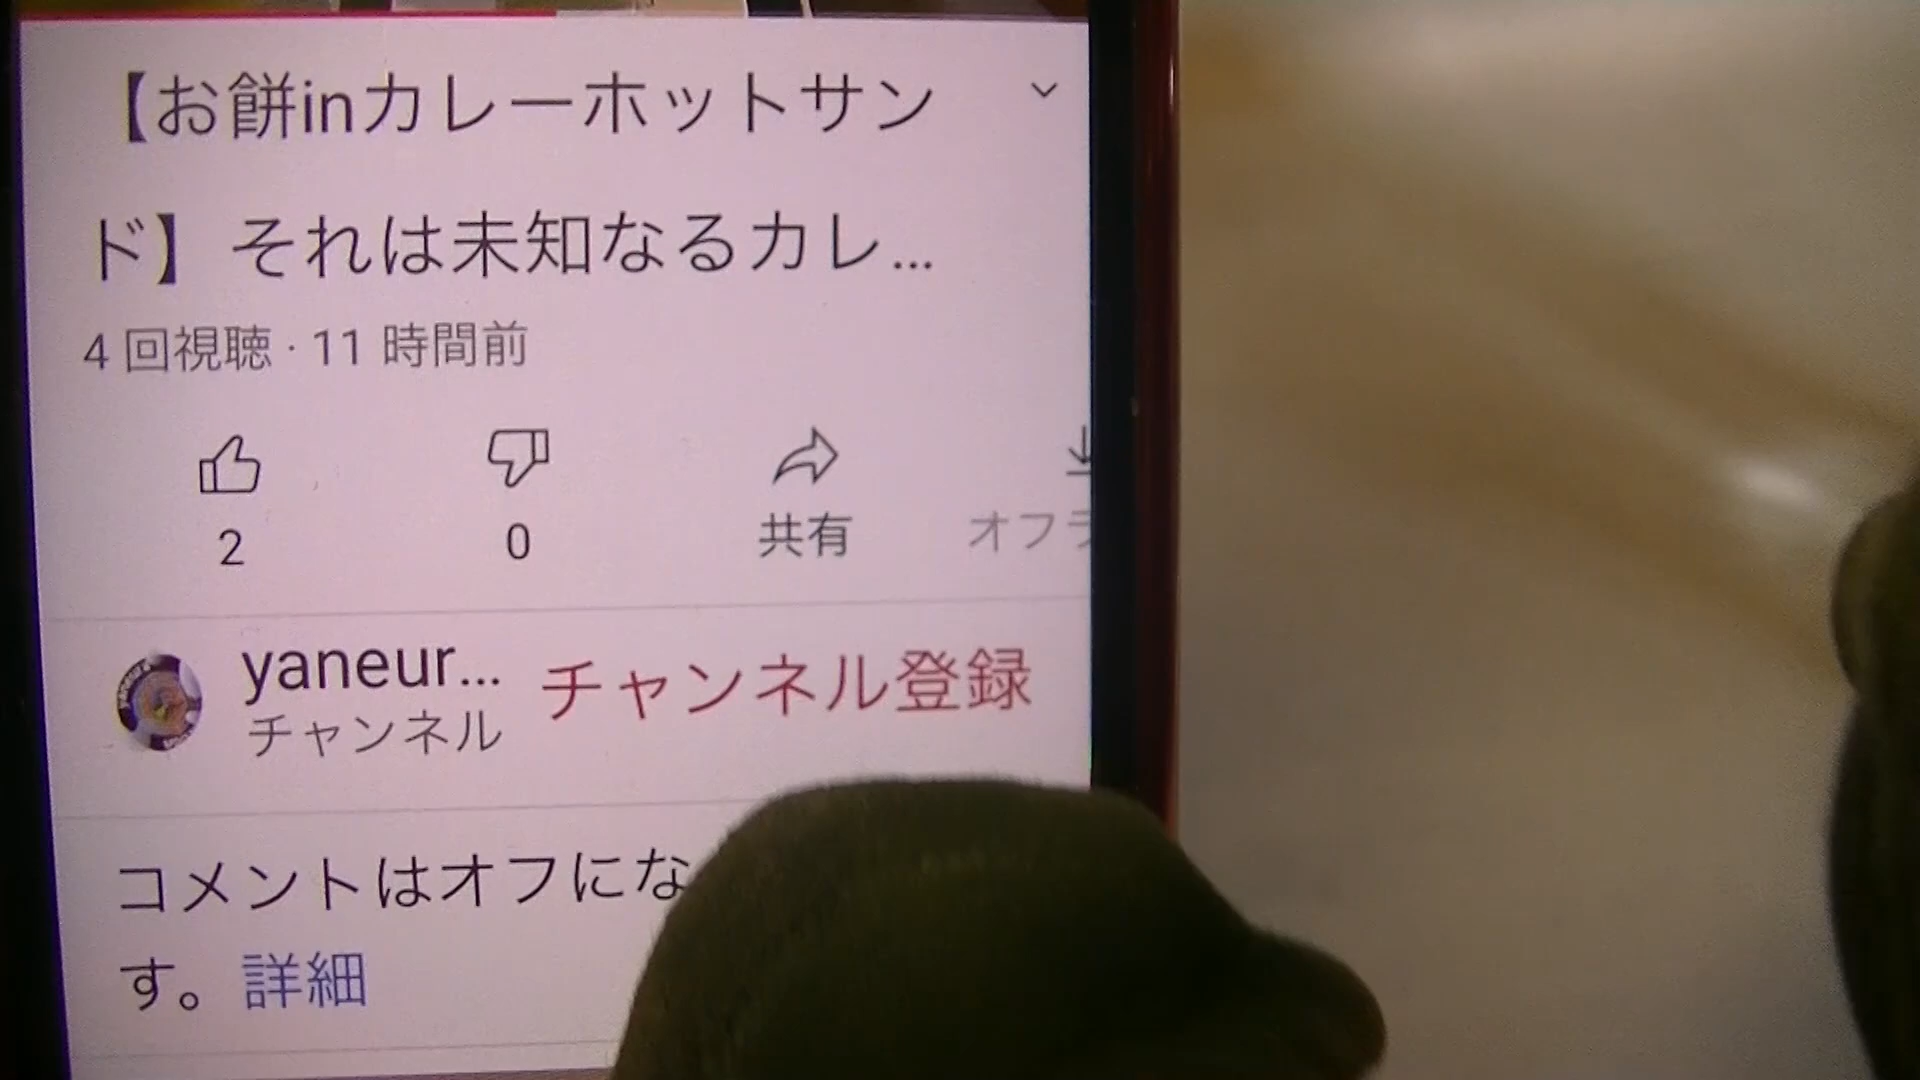 【お餅inカレーホットサン
ド】 それは未知なるカレ...
4 回視聴 · 11 時間前
2
0
共有
オフラ
yaneur...
チャンネル登録
チャンネル
コメントはオフにな
す。詳細